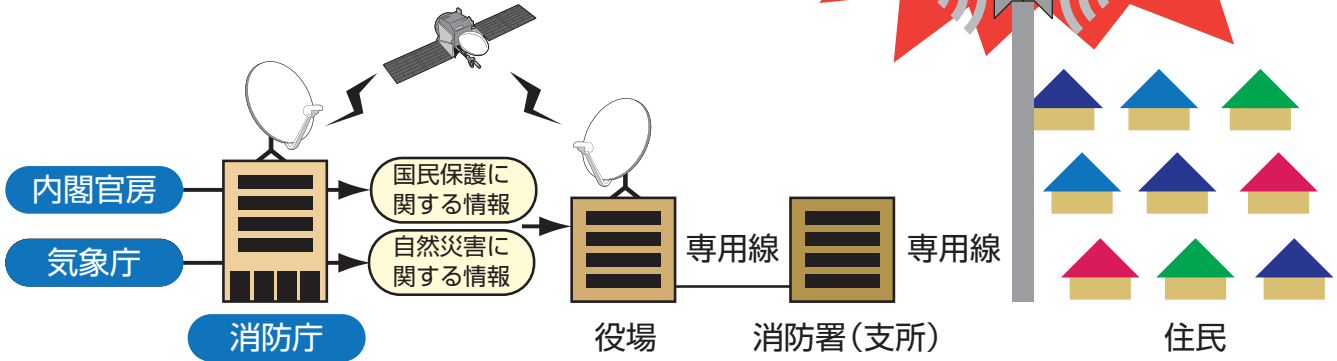 内閣官房
気象庁
消防庁
国民保護に
関する情報
自然災害に
関する情報
役場
専用線
消防署(支所)
専用線
住民